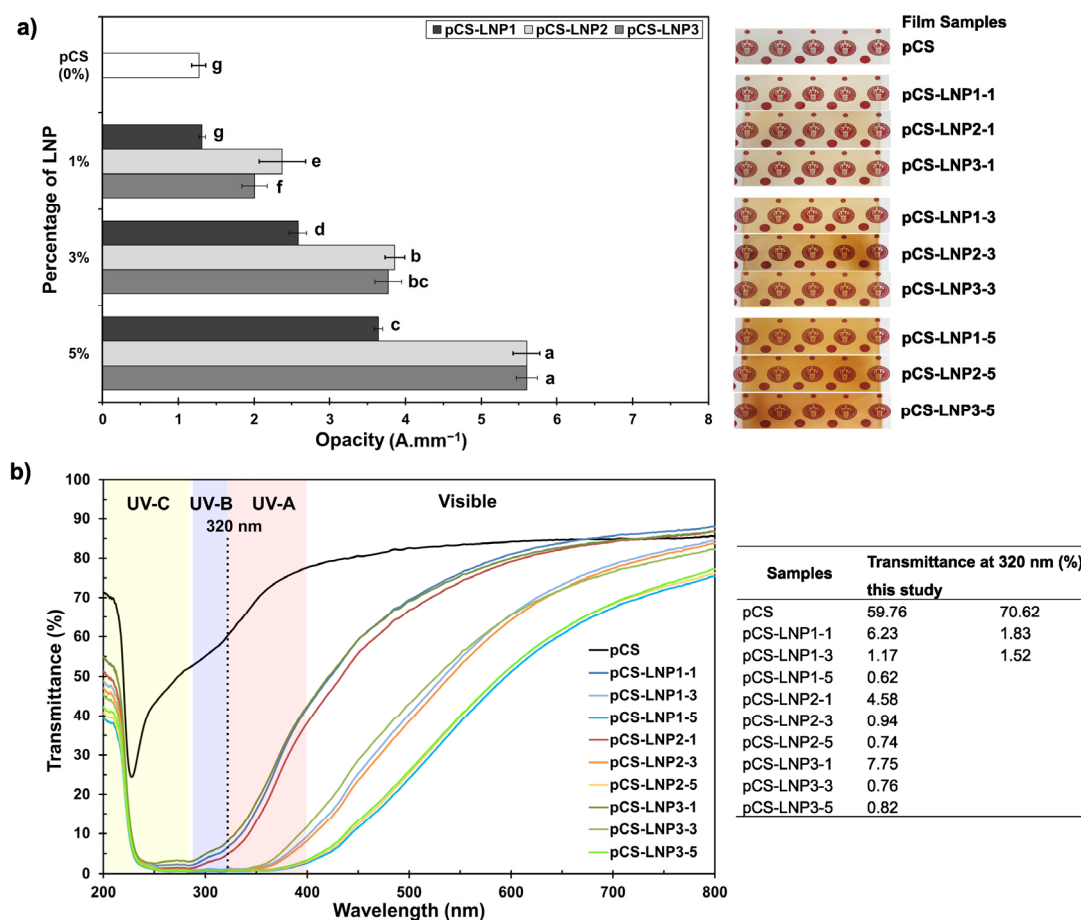 a)
pCS-LNP1 pCS-LNP2 pCS-LNP3
Percentage of LNP
pCS
(0%)
g
1%
g
e
f
3%
d
b
bc
5%
c
a
a
0 1 2 3 4 5 6 7 8
Opacity (A.mm⁻¹)
Film Samples
pCS
pCS-LNP1-1
pCS-LNP2-1
pCS-LNP3-1
pCS-LNP1-3
pCS-LNP2-3
pCS-LNP3-3
pCS-LNP1-5
pCS-LNP2-5
pCS-LNP3-5
b)
UV-C UV-B UV-A Visible
320 nm
Transmittance (%)
100
90
80
70
60
50
40
30
20
10
0
pCS
pCS-LNP1-1
pCS-LNP1-3
pCS-LNP1-5
pCS-LNP2-1
pCS-LNP2-3
pCS-LNP2-5
pCS-LNP3-1
pCS-LNP3-3
pCS-LNP3-5
200 300 400 500 600 700 800
Wavelength (nm)
Samples Transmittance at 320 nm (%)
this study
pCS 59.76 70.62
pCS-LNP1-1 6.23 1.83
pCS-LNP1-3 1.17 1.52
pCS-LNP1-5 0.62
pCS-LNP2-1 4.58
pCS-LNP2-3 0.94
pCS-LNP2-5 0.74
pCS-LNP3-1 7.75
pCS-LNP3-3 0.76
pCS-LNP3-5 0.82